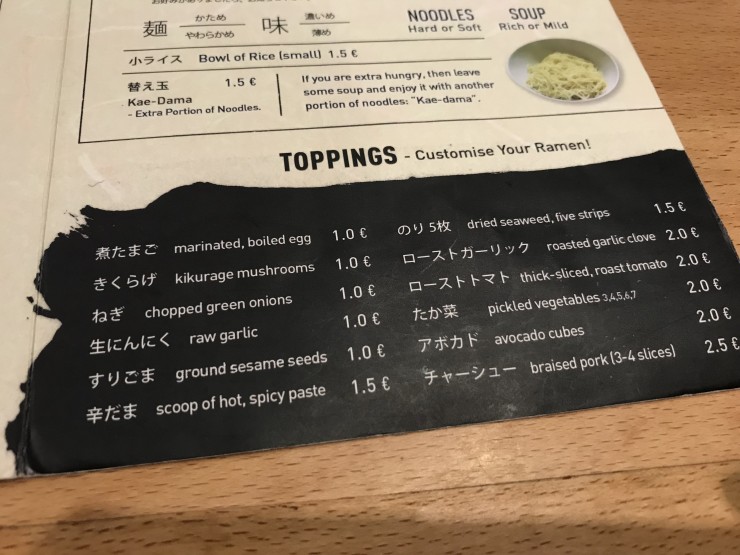 麺 かため やわらかめ 味 濃いめ 薄め
NOODLES SOUP
Hard or Soft Rich or Mild
小ライス Bowl of Rice (small) 1.5 €
替え玉 1.5 €
Kae-Dama
- Extra Portion of Noodles.
If you are extra hungry, then leave
some soup and enjoy it with another
portion of noodles: "Kae-dama".
TOPPINGS - Customise Your Ramen!
煮たまご marinated, boiled egg 1.0 €
きくらげ kikurage mushrooms 1.0 €
ねぎ chopped green onions 1.0 €
生にんにく raw garlic 1.0 €
すりごま ground sesame seeds 1.0 €
辛だま scoop of hot, spicy paste 1.5 €
のり 5枚 dried seaweed, five strips 1.5 €
ローストガーリック roasted garlic clove 2.0 €
ローストトマト thick-sliced, roast tomato 2.0 €
たか菜 pickled vegetables 3,4,5,6,7 2.0 €
アボカド avocado cubes 2.0 €
チャーシュー braised pork (3-4 slices) 2.5 €